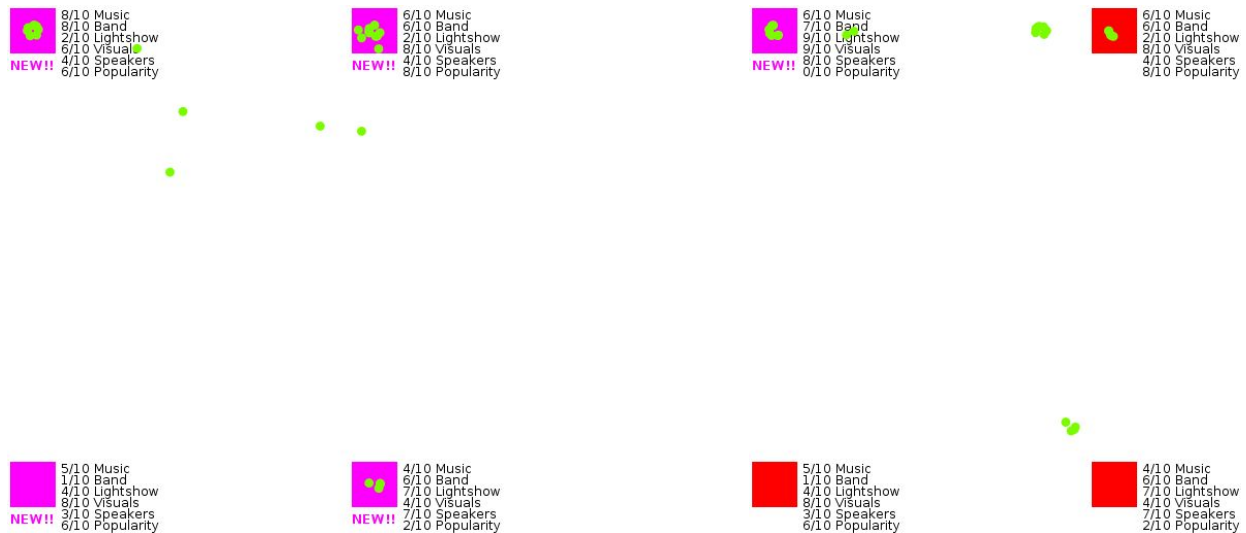 8/10 Music
8/10 Band
2/10 Lightshow
6/10 Visuals
4/10 Speakers
6/10 Popularity
NEW!!
6/10 Music
6/10 Band
2/10 Lightshow
8/10 Visuals
4/10 Speakers
8/10 Popularity
NEW!!
6/10 Music
7/10 Band
9/10 Lightshow
9/10 Visuals
8/10 Speakers
0/10 Popularity
NEW!!
6/10 Music
6/10 Band
2/10 Lightshow
8/10 Visuals
4/10 Speakers
8/10 Popularity
5/10 Music
1/10 Band
4/10 Lightshow
8/10 Visuals
3/10 Speakers
6/10 Popularity
NEW!!
4/10 Music
6/10 Band
7/10 Lightshow
4/10 Visuals
7/10 Speakers
2/10 Popularity
NEW!!
5/10 Music
1/10 Band
4/10 Lightshow
8/10 Visuals
3/10 Speakers
6/10 Popularity
4/10 Music
6/10 Band
7/10 Lightshow
4/10 Visuals
7/10 Speakers
2/10 Popularity